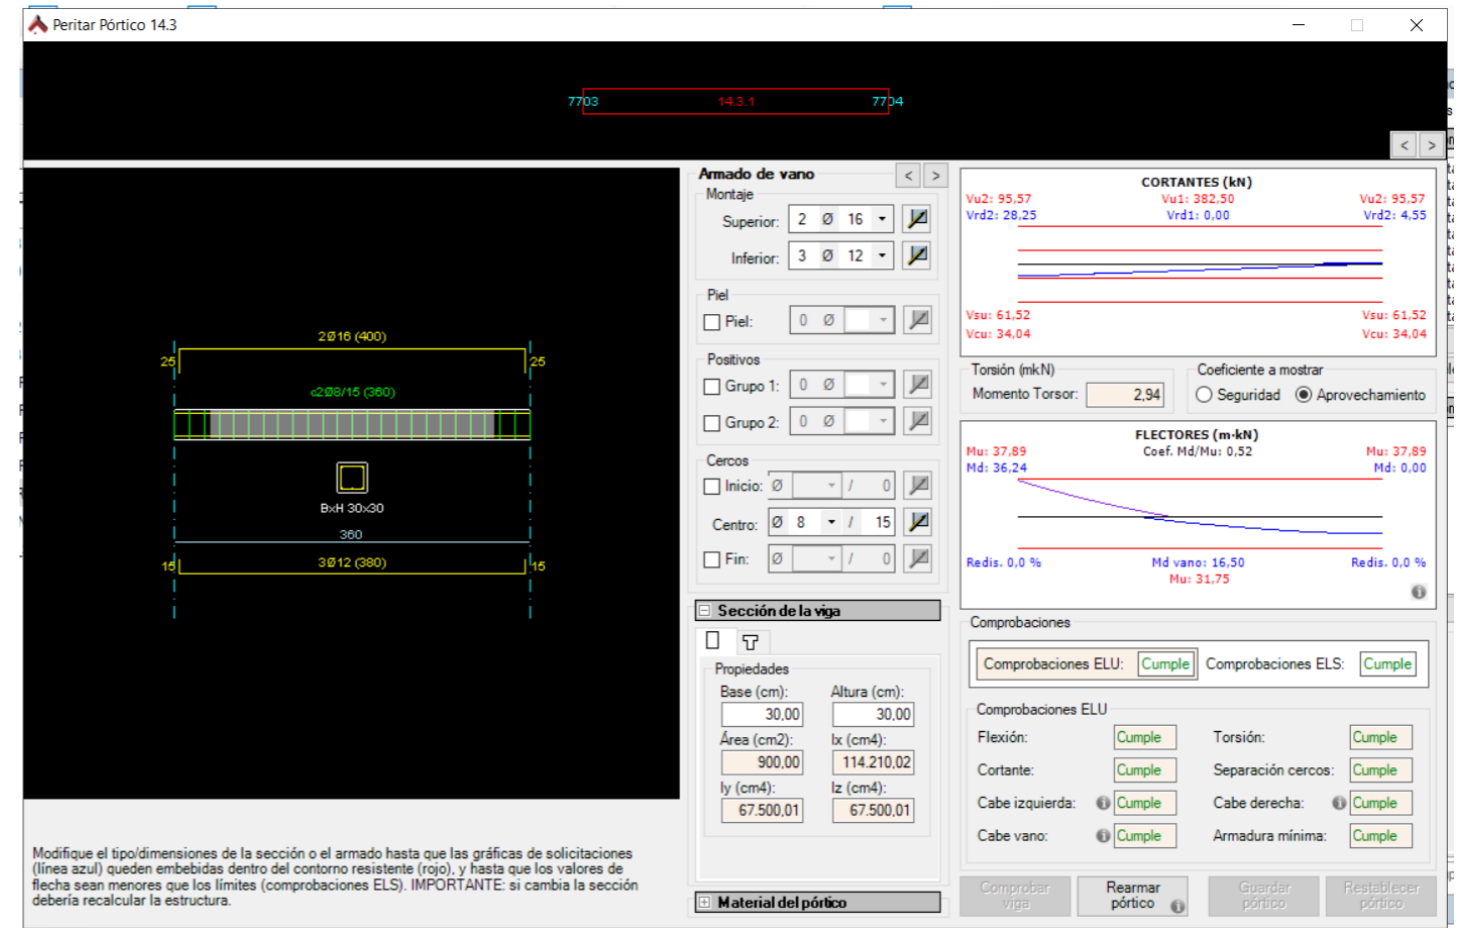 Peritar Pórtico 14.3
7703 14.3.1 7704
< >
2Ø16 (400)
25 25
c2Ø8/15 (360)
BxH 30x30
360
3Ø12 (380)
15 15
Modifique el tipo/dimensiones de la sección o el armado hasta que las gráficas de solicitaciones
(línea azul) queden embebidas dentro del contorno resistente (rojo), y hasta que los valores de
flecha sean menores que los límites (comprobaciones ELS). IMPORTANTE: si cambia la sección
debería recalcular la estructura.
Armado de vano < >
Montaje
Superior: 2 Ø 16
Inferior: 3 Ø 12
Piel
Piel: 0 Ø
Positivos
Grupo 1: 0 Ø
Grupo 2: 0 Ø
Cercos
Inicio: Ø / 0
Centro: Ø 8 / 15
Fin: Ø / 0
Sección de la viga
Propiedades
Base (cm): Altura (cm):
30,00 30,00
Área (cm2): Ix (cm4):
900,00 114.210,02
Iy (cm4): Iz (cm4):
67.500,01 67.500,01
Material del pórtico
CORTANTES (kN)
Vu2: 95,57 Vu1: 382,50 Vu2: 95,57
Vrd2: 28,25 Vrd1: 0,00 Vrd2: 4,55
Vsu: 61,52 Vsu: 61,52
Vcu: 34,04 Vcu: 34,04
Torsión (mkN) Coeficiente a mostrar
Momento Torsor: 2,94 Seguridad Aprovechamiento
FLECTORES (m·kN)
Mu: 37,89 Coef. Md/Mu: 0,52 Mu: 37,89
Md: 36,24 Md: 0,00
Redis. 0,0 % Md vano: 16,50 Redis. 0,0 %
Mu: 31,75
Comprobaciones
Comprobaciones ELU: Cumple Comprobaciones ELS: Cumple
Comprobaciones ELU
Flexión: Cumple Torsión: Cumple
Cortante: Cumple Separación cercos: Cumple
Cabe izquierda: Cumple Cabe derecha: Cumple
Cabe vano: Cumple Armadura mínima: Cumple
Comprobar viga
Rearmar pórtico
Guardar pórtico
Restablecer pórtico